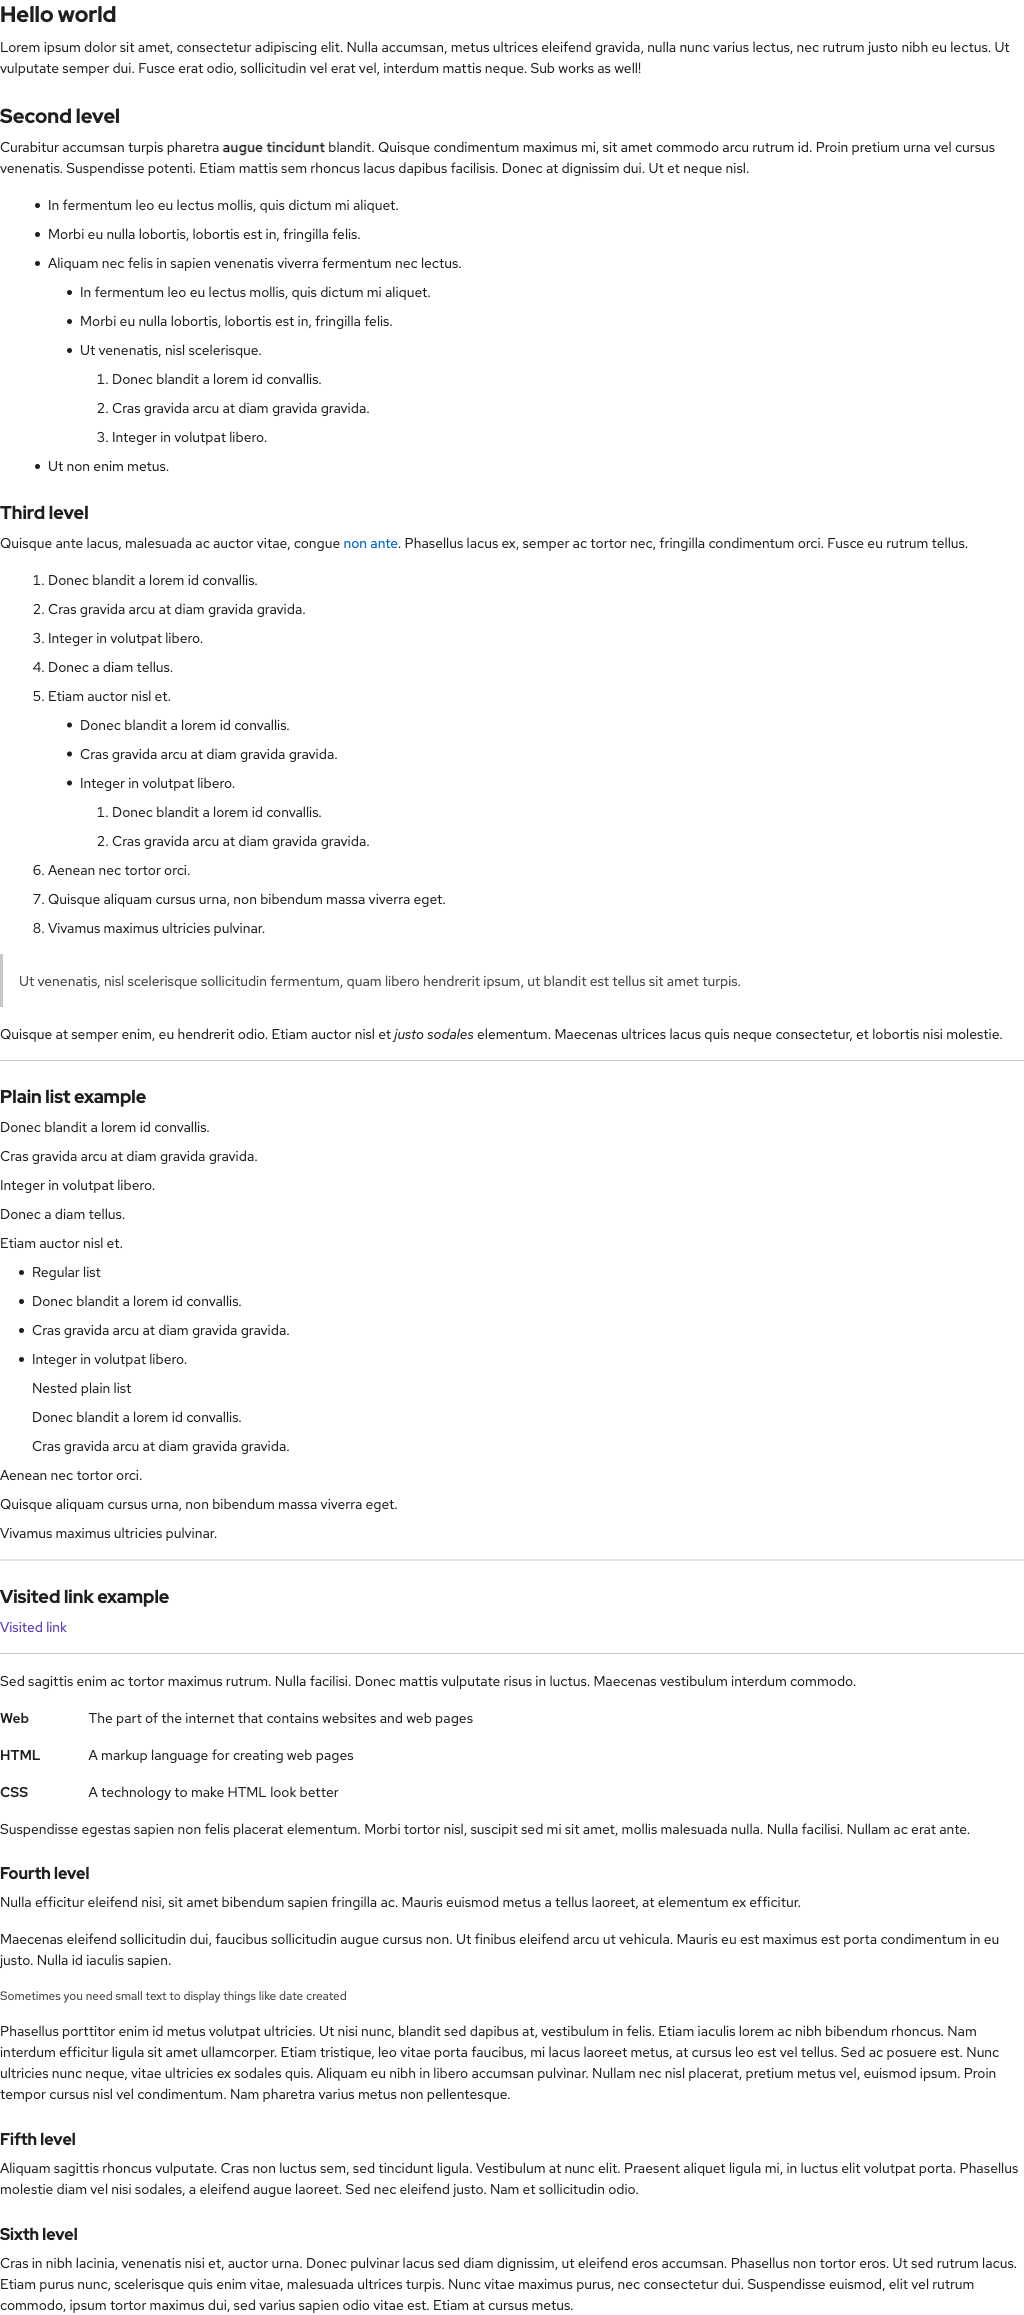 Hello world
Lorem ipsum dolor sit amet, consectetur adipiscing elit. Nulla accumsan, metus ultrices eleifend gravida, nulla nunc varius lectus, nec rutrum justo nibh eu lectus. Ut
vulputate semper dui. Fusce erat odio, sollicitudin vel erat vel, interdum mattis neque. Sub works as well!
Second level
Curabitur accumsan turpis pharetra augue tincidunt blandit. Quisque condimentum maximus mi, sit amet commodo arcu rutrum id. Proin pretium urna vel cursus
venenatis. Suspendisse potenti. Etiam mattis sem rhoncus lacus dapibus facilisis. Donec at dignissim dui. Ut et neque nisl.
• In fermentum leo eu lectus mollis, quis dictum mi aliquet.
• Morbi eu nulla lobortis, lobortis est in, fringilla felis.
• Aliquam nec felis in sapien venenatis viverra fermentum nec lectus.
• In fermentum leo eu lectus mollis, quis dictum mi aliquet.
• Morbi eu nulla lobortis, lobortis est in, fringilla felis.
• Ut venenatis, nisl scelerisque.
1. Donec blandit a lorem id convallis.
2. Cras gravida arcu at diam gravida gravida.
3. Integer in volutpat libero.
• Ut non enim metus.
Third level
Quisque ante lacus, malesuada ac auctor vitae, congue non ante. Phasellus lacus ex, semper ac tortor nec, fringilla condimentum orci. Fusce eu rutrum tellus.
1. Donec blandit a lorem id convallis.
2. Cras gravida arcu at diam gravida gravida.
3. Integer in volutpat libero.
4. Donec a diam tellus.
5. Etiam auctor nisl et.
• Donec blandit a lorem id convallis.
• Cras gravida arcu at diam gravida gravida.
• Integer in volutpat libero.
1. Donec blandit a lorem id convallis.
2. Cras gravida arcu at diam gravida gravida.
6. Aenean nec tortor orci.
7. Quisque aliquam cursus urna, non bibendum massa viverra eget.
8. Vivamus maximus ultricies pulvinar.
Ut venenatis, nisl scelerisque sollicitudin fermentum, quam libero hendrerit ipsum, ut blandit est tellus sit amet turpis.
Quisque at semper enim, eu hendrerit odio. Etiam auctor nisl et justo sodales elementum. Maecenas ultrices lacus quis neque consectetur, et lobortis nisi molestie.
Plain list example
Donec blandit a lorem id convallis.
Cras gravida arcu at diam gravida gravida.
Integer in volutpat libero.
Donec a diam tellus.
Etiam auctor nisl et.
• Regular list
• Donec blandit a lorem id convallis.
• Cras gravida arcu at diam gravida gravida.
• Integer in volutpat libero.
Nested plain list
Donec blandit a lorem id convallis.
Cras gravida arcu at diam gravida gravida.
Aenean nec tortor orci.
Quisque aliquam cursus urna, non bibendum massa viverra eget.
Vivamus maximus ultricies pulvinar.
Visited link example
Visited link
Sed sagittis enim ac tortor maximus rutrum. Nulla facilisi. Donec mattis vulputate risus in luctus. Maecenas vestibulum interdum commodo.
Web The part of the internet that contains websites and web pages
HTML A markup language for creating web pages
CSS A technology to make HTML look better
Suspendisse egestas sapien non felis placerat elementum. Morbi tortor nisl, suscipit sed mi sit amet, mollis malesuada nulla. Nulla facilisi. Nullam ac erat ante.
Fourth level
Nulla efficitur eleifend nisi, sit amet bibendum sapien fringilla ac. Mauris euismod metus a tellus laoreet, at elementum ex efficitur.
Maecenas eleifend sollicitudin dui, faucibus sollicitudin augue cursus non. Ut finibus eleifend arcu ut vehicula. Mauris eu est maximus est porta condimentum in eu
justo. Nulla id iaculis sapien.
Sometimes you need small text to display things like date created
Phasellus porttitor enim id metus volutpat ultricies. Ut nisi nunc, blandit sed dapibus at, vestibulum in felis. Etiam iaculis lorem ac nibh bibendum rhoncus. Nam
interdum efficitur ligula sit amet ullamcorper. Etiam tristique, leo vitae porta faucibus, mi lacus laoreet metus, at cursus leo est vel tellus. Sed ac posuere est. Nunc
ultricies nunc neque, vitae ultricies ex sodales quis. Aliquam eu nibh in libero accumsan pulvinar. Nullam nec nisl placerat, pretium metus vel, euismod ipsum. Proin
tempor cursus nisl vel condimentum. Nam pharetra varius metus non pellentesque.
Fifth level
Aliquam sagittis rhoncus vulputate. Cras non luctus sem, sed tincidunt ligula. Vestibulum at nunc elit. Praesent aliquet ligula mi, in luctus elit volutpat porta. Phasellus
molestie diam vel nisi sodales, a eleifend augue laoreet. Sed nec eleifend justo. Nam et sollicitudin odio.
Sixth level
Cras in nibh lacinia, venenatis nisi et, auctor urna. Donec pulvinar lacus sed diam dignissim, ut eleifend eros accumsan. Phasellus non tortor eros. Ut sed rutrum lacus.
Etiam purus nunc, scelerisque quis enim vitae, malesuada ultrices turpis. Nunc vitae maximus purus, nec consectetur dui. Suspendisse euismod, elit vel rutrum
commodo, ipsum tortor maximus dui, sed varius sapien odio vitae est. Etiam at cursus metus.